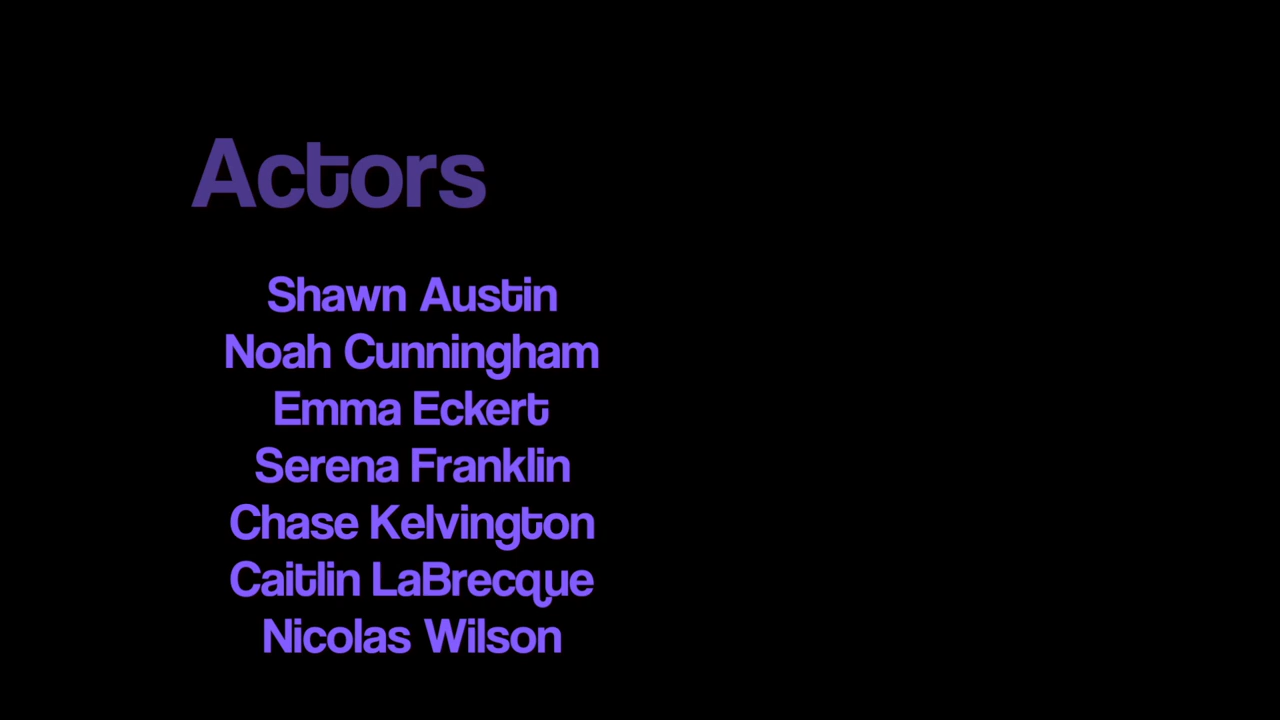 Actors
Shawn Austin
Noah Cunningham
Emma Eckert
Serena Franklin
Chase Kelvington
Caitlin LaBrecque
Nicolas Wilson